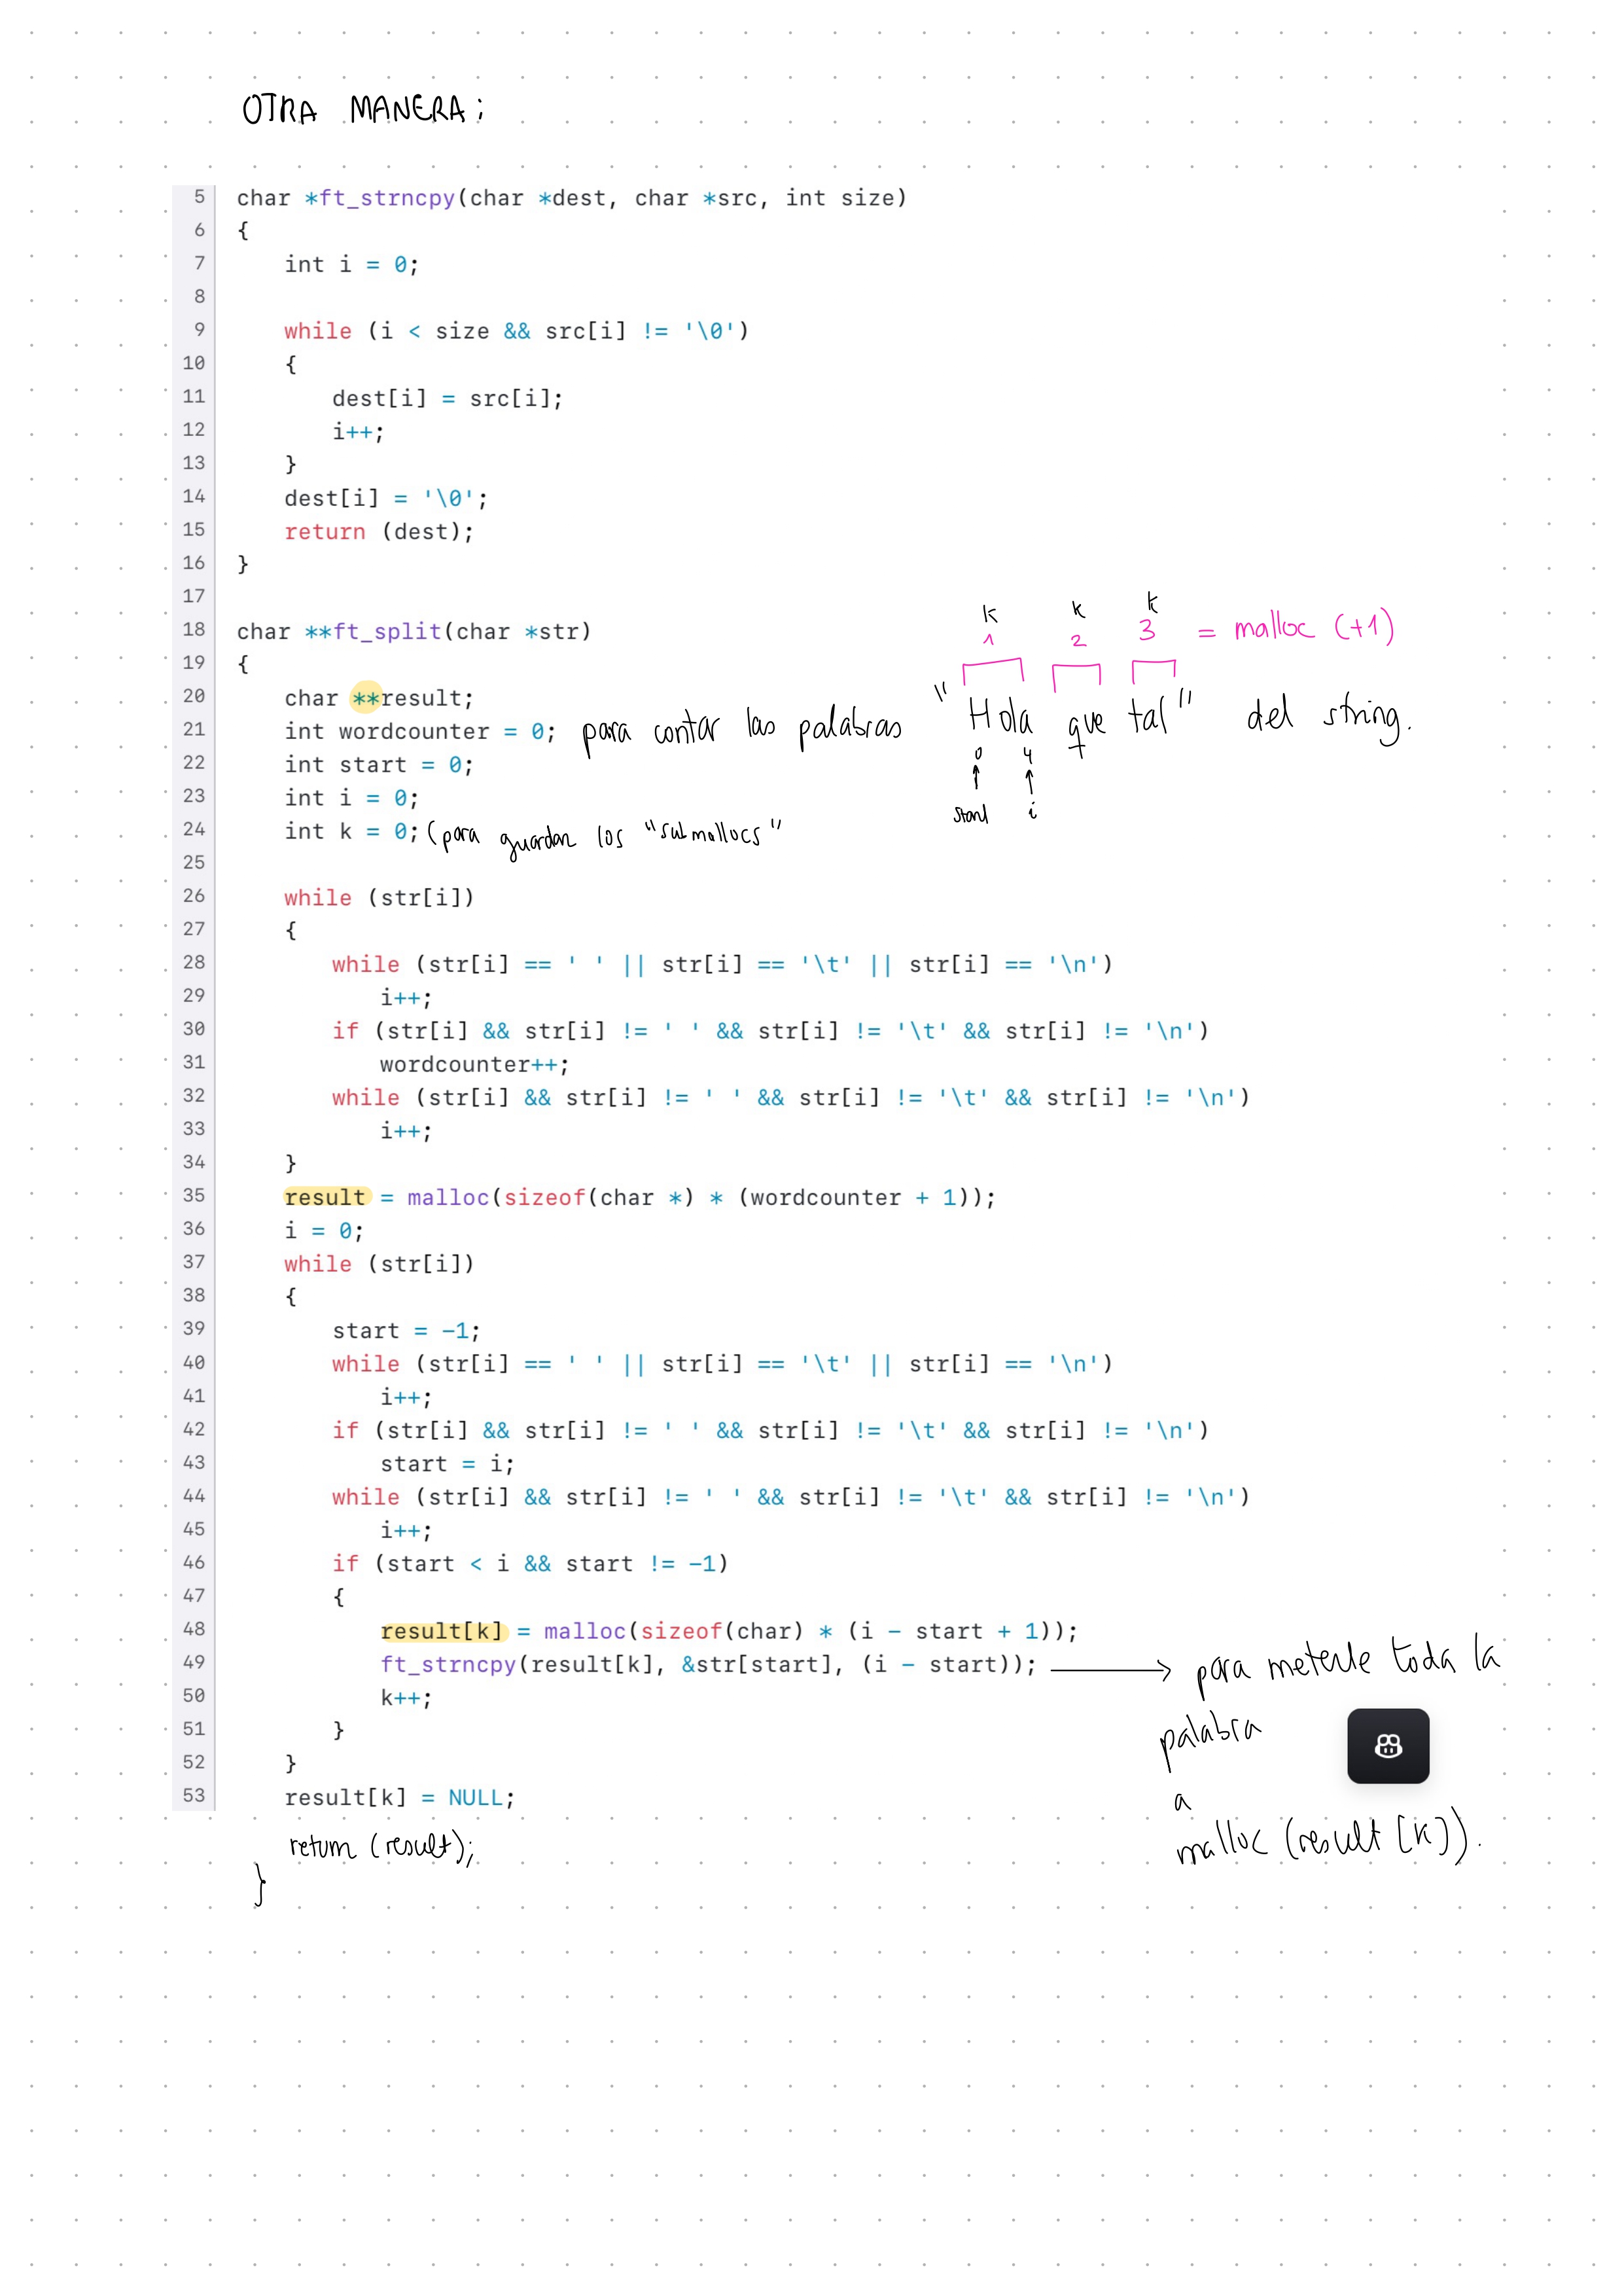 OTRA MANERA:
5 char *ft_strncpy(char *dest, char *src, int size)
6 {
7     int i = 0;
8
9     while (i < size && src[i] != '\0')
10     {
11         dest[i] = src[i];
12         i++;
13     }
14     dest[i] = '\0';
15     return (dest);
16 }
17
k k k
18 char **ft_split(char *str)
1 2 3 = malloc (+1)
19 {
20     char **result;
21     int wordcounter = 0; para contar las palabras "Hola que tal" del string.
22     int start = 0;
0 4
23     int i = 0;
start i
24     int k = 0; (para guardar los "submallocs"
25
26     while (str[i])
27     {
28         while (str[i] == ' ' || str[i] == '\t' || str[i] == '\n')
29             i++;
30         if (str[i] && str[i] != ' ' && str[i] != '\t' && str[i] != '\n')
31             wordcounter++;
32         while (str[i] && str[i] != ' ' && str[i] != '\t' && str[i] != '\n')
33             i++;
34     }
35     result = malloc(sizeof(char *) * (wordcounter + 1));
36     i = 0;
37     while (str[i])
38     {
39         start = -1;
40         while (str[i] == ' ' || str[i] == '\t' || str[i] == '\n')
41             i++;
42         if (str[i] && str[i] != ' ' && str[i] != '\t' && str[i] != '\n')
43             start = i;
44         while (str[i] && str[i] != ' ' && str[i] != '\t' && str[i] != '\n')
45             i++;
46         if (start < i && start != -1)
47         {
48             result[k] = malloc(sizeof(char) * (i - start + 1));
49             ft_strncpy(result[k], &str[start], (i - start)); → para meterle toda la
50             k++;
51         }
palabra
52     }
53     result[k] = NULL;
a
return (result);
malloc (result [k]).
}